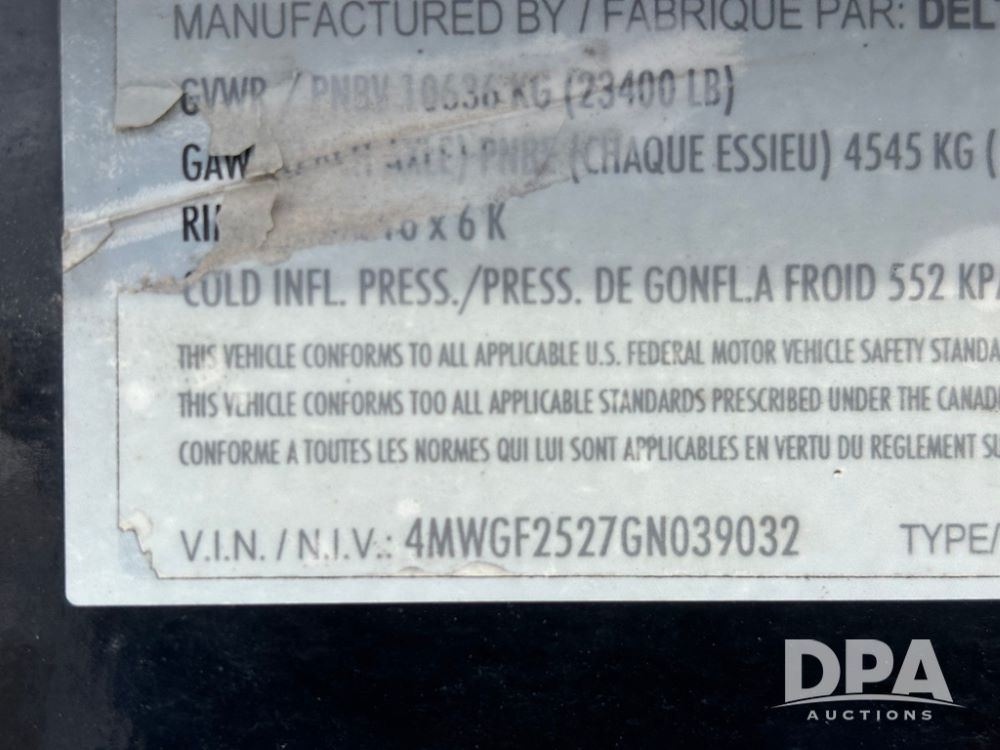 MANUFACTURED BY / FABRIQUE PAR: DEL
GVWR / PNBV 10636 KG (23400 LB)
GAW AXLE) PNBE (CHAQUE ESSIEU) 4545 KG (
16 x 6 K
COLD INFL. PRESS./PRESS. DE GONFL.A FROID 552 KP
THIS VEHICLE CONFORMS TO ALL APPLICABLE U.S. FEDERAL MOTOR VEHICLE SAFETY STANDA
THIS VEHICLE CONFORMS TOO ALL APPLICABLE STANDARDS PRESCRIBED UNDER THE CANAD
CONFORME A TOUTES LES NORMES QUI LUI SONT APPLICABLES EN VERTU DU REGLEMENT SU
V.I.N. / N.I.V.: 4MWGF2527GN039032 TYPE/
DPA
AUCTIONS